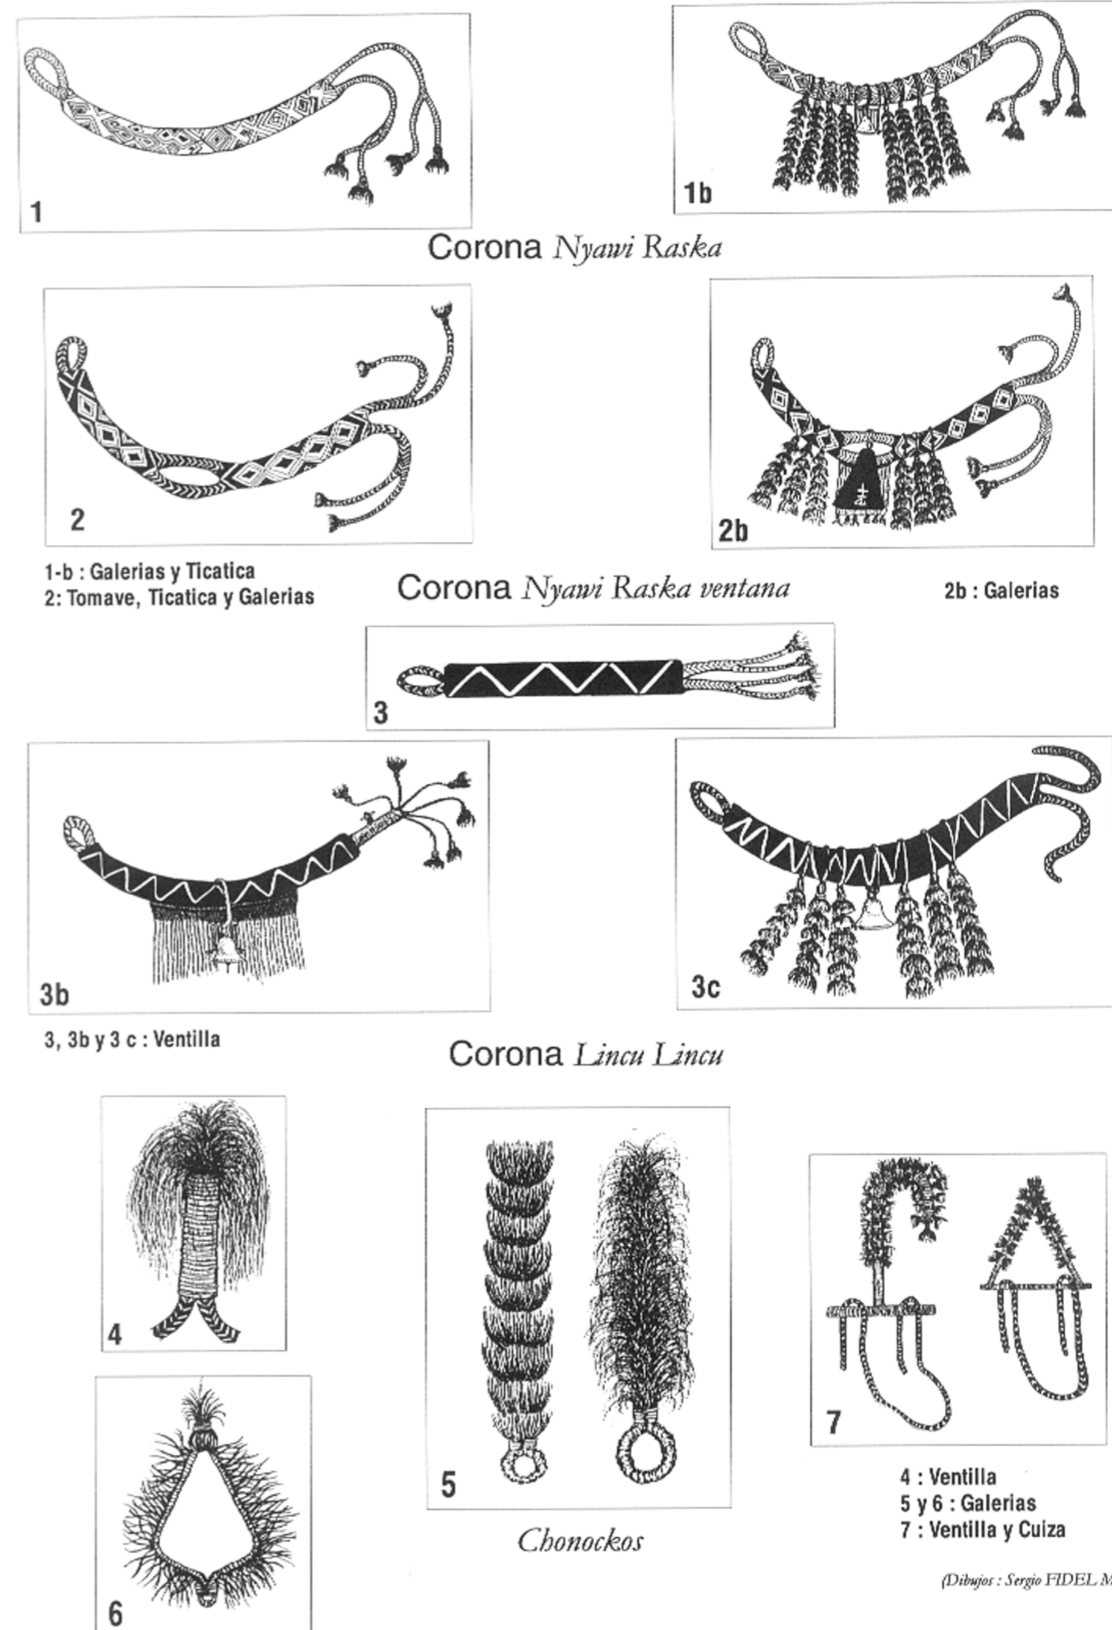 1
1b
Corona Nyawi Raska
2
2b
1-b : Galerias y Ticatica
2: Tomave, Ticatica y Galerias
Corona Nyawi Raska ventana
2b : Galerias
3
3b
3c
3, 3b y 3 c : Ventilla
Corona Lincu Lincu
4
5
7
4 : Ventilla
5 y 6 : Galerias
7 : Ventilla y Cuiza
Chonockos
6
(Dibujos : Sergio FIDEL M